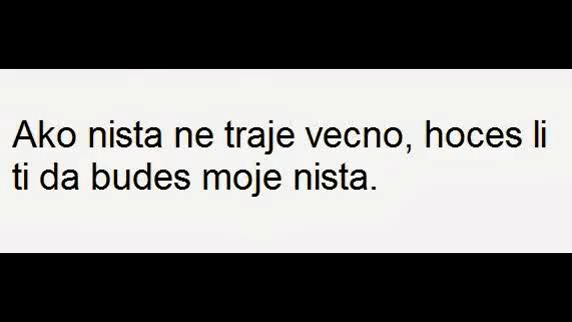 Ako nista ne traje vecno, hoces li
ti da budes moje nista.